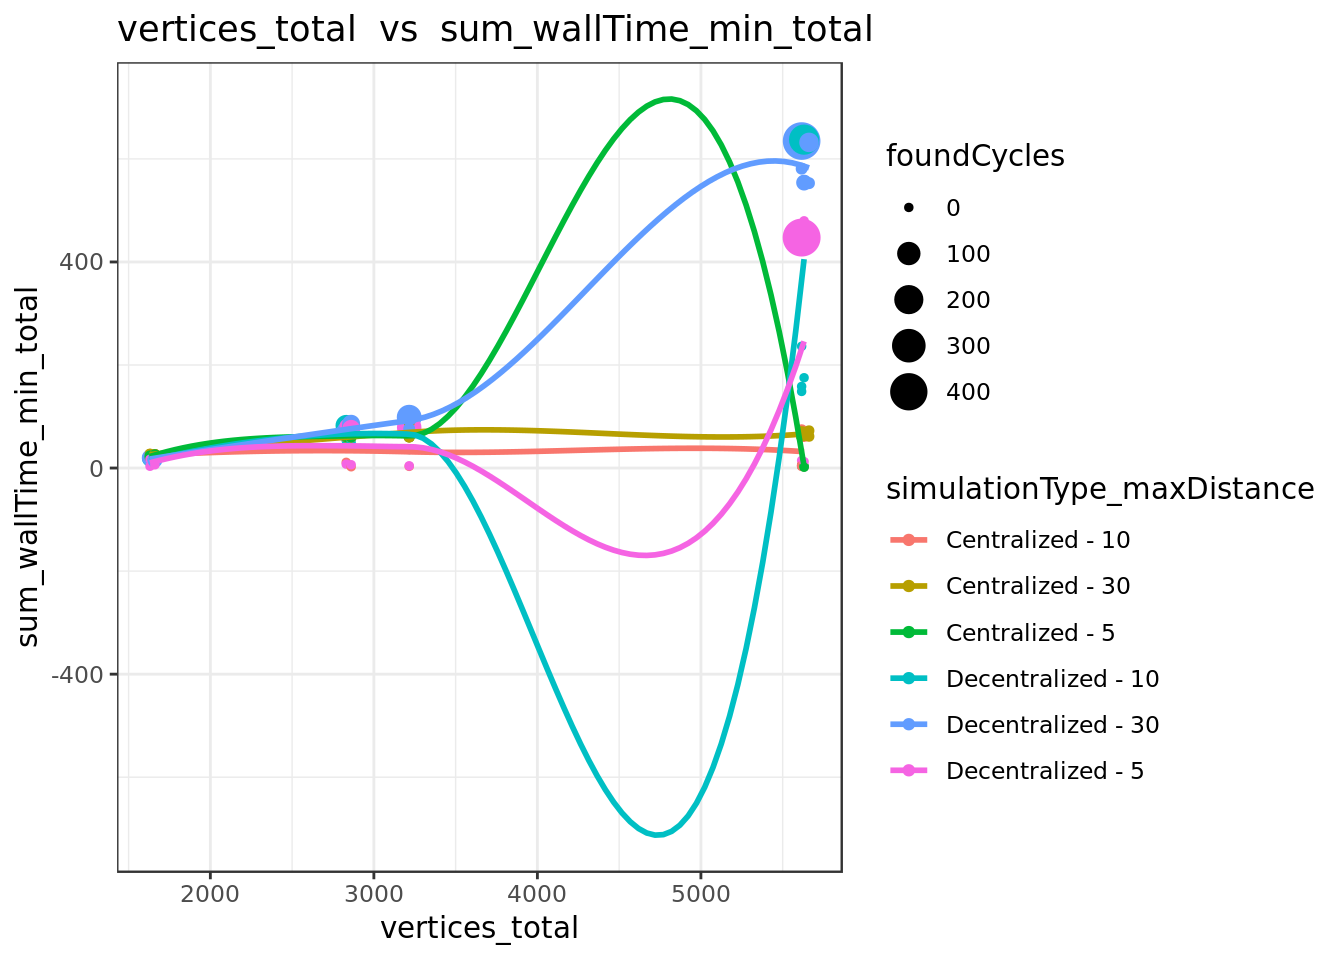 vertices_total  vs  sum_wallTime_min_total
sum_wallTime_min_total
400
0
-400
2000
3000
4000
5000
vertices_total
foundCycles
0
100
200
300
400
simulationType_maxDistance
Centralized - 10
Centralized - 30
Centralized - 5
Decentralized - 10
Decentralized - 30
Decentralized - 5